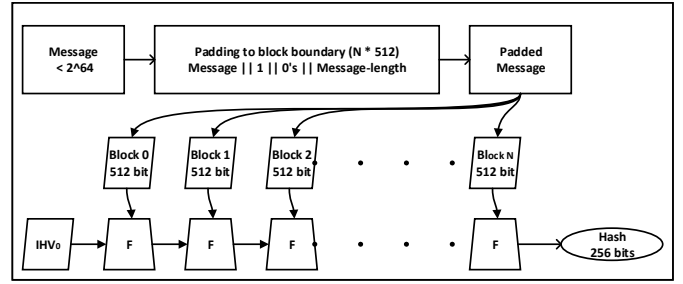 Message
< 2^64
Padding to block boundary (N * 512)
Message || 1 || 0's || Message-length
Padded
Message
Block 0
512 bit
Block 1
512 bit
Block 2
512 bit
Block N
512 bit
IHV₀
F
F
F
F
Hash
256 bits